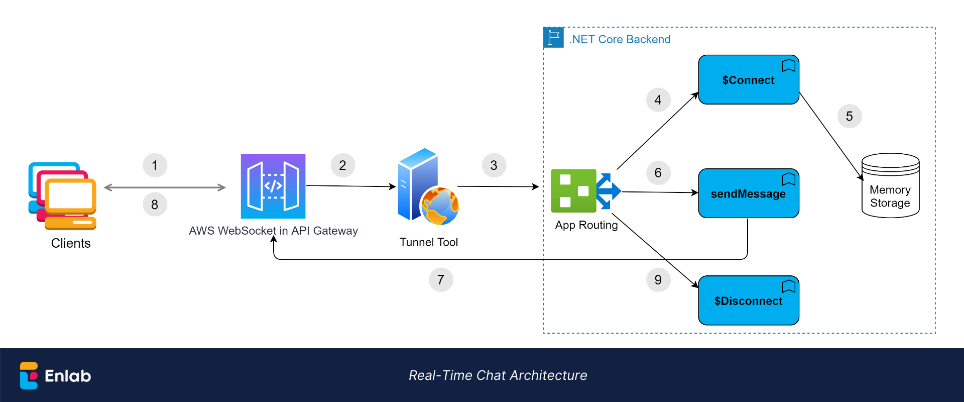 .NET Core Backend
$Connect
4
5
1
2
3
6
8
sendMessage
Memory
Storage
AWS WebSocket in API Gateway
App Routing
Clients
Tunnel Tool
7
9
$Disconnect
Enlab
Real-Time Chat Architecture